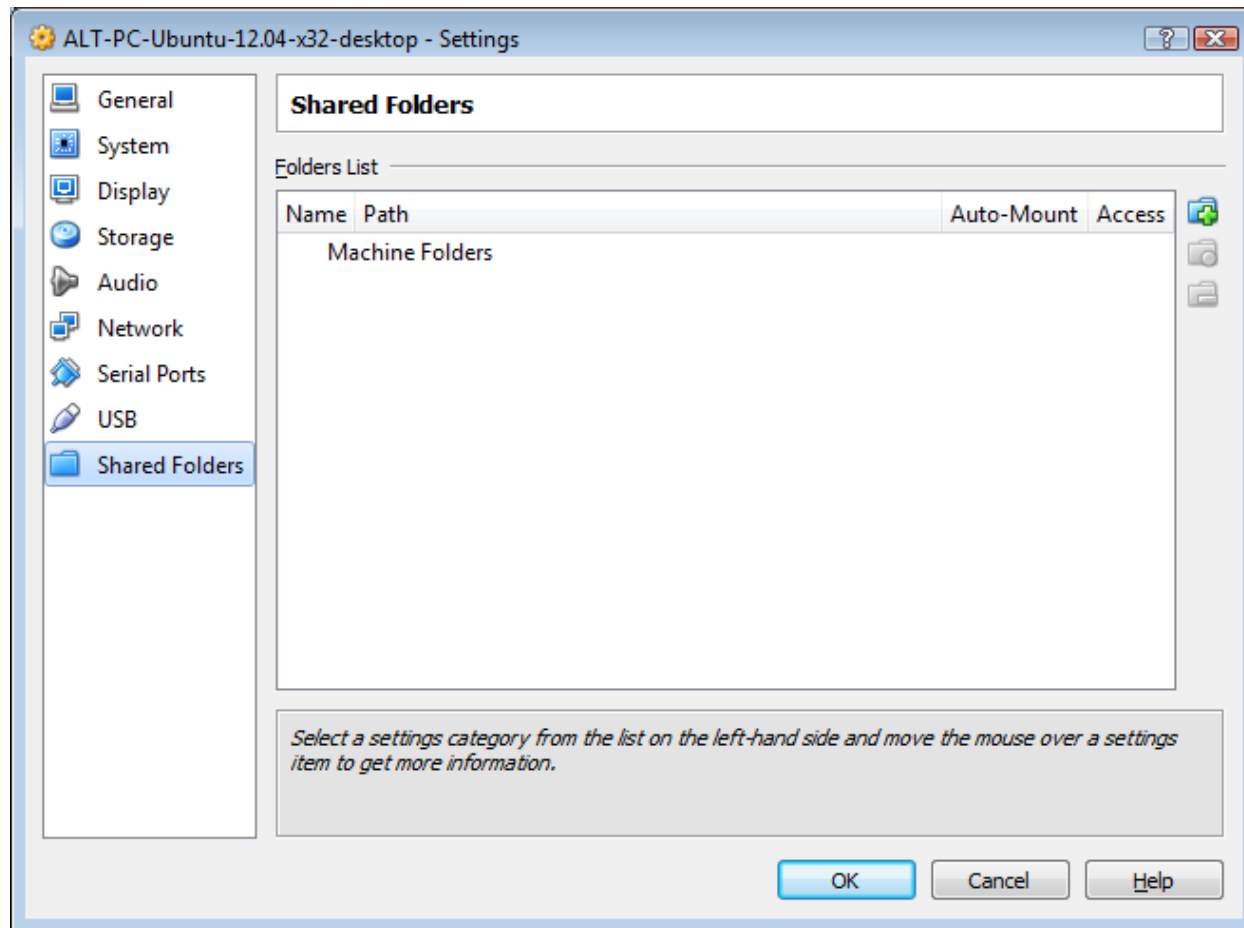 ALT-PC-Ubuntu-12.04-x32-desktop - Settings
General
System
Display
Storage
Audio
Network
Serial Ports
USB
Shared Folders
Shared Folders
Folders List
Name Path Auto-Mount Access
Machine Folders
Select a settings category from the list on the left-hand side and move the mouse over a settings
item to get more information.
OK Cancel Help